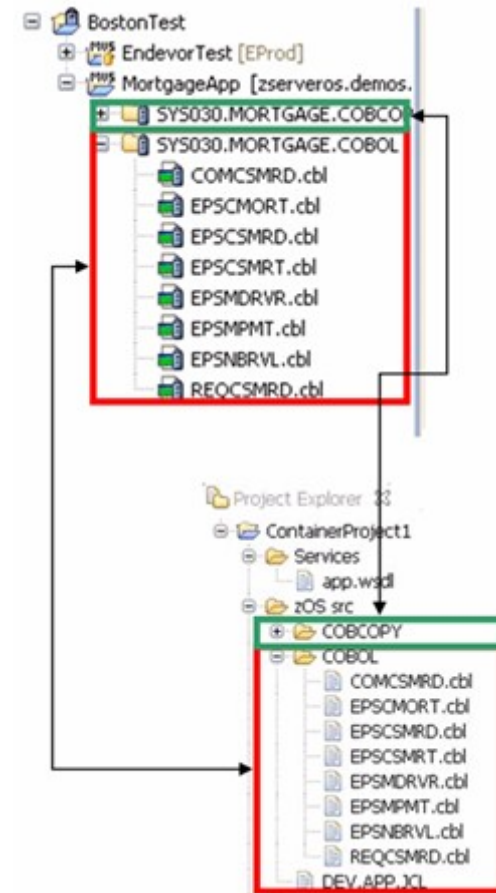 BostonTest
EndevorTest [EProd]
MortgageApp [zserveros.demos.
SYS030.MORTGAGE.COBCO
SYS030.MORTGAGE.COBOL
COMCSMRD.cbl
EPSCMORT.cbl
EPSCSMRD.cbl
EPSCSMRT.cbl
EPSMDRVR.cbl
EPSMPMT.cbl
EPSNBRVL.cbl
REQCSMRD.cbl
Project Explorer
ContainerProject1
Services
app.wsdl
zOS src
COBCOPY
COBOL
COMCSMRD.cbl
EPSCMORT.cbl
EPSCSMRD.cbl
EPSCSMRT.cbl
EPSMDRVR.cbl
EPSMPMT.cbl
EPSNBRVL.cbl
REQCSMRD.cbl
DEV.APP.JCL